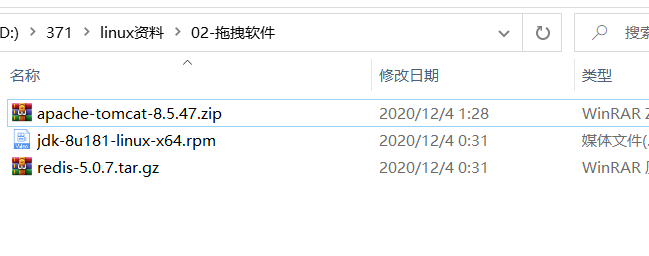 D:) > 371 > linux资料 > 02-拖拽软件 搜索
名称 修改日期 类型
apache-tomcat-8.5.47.zip 2020/12/4 1:28 WinRAR Z
jdk-8u181-linux-x64.rpm 2020/12/4 0:31 媒体文件(.
redis-5.0.7.tar.gz 2020/12/4 0:31 WinRAR